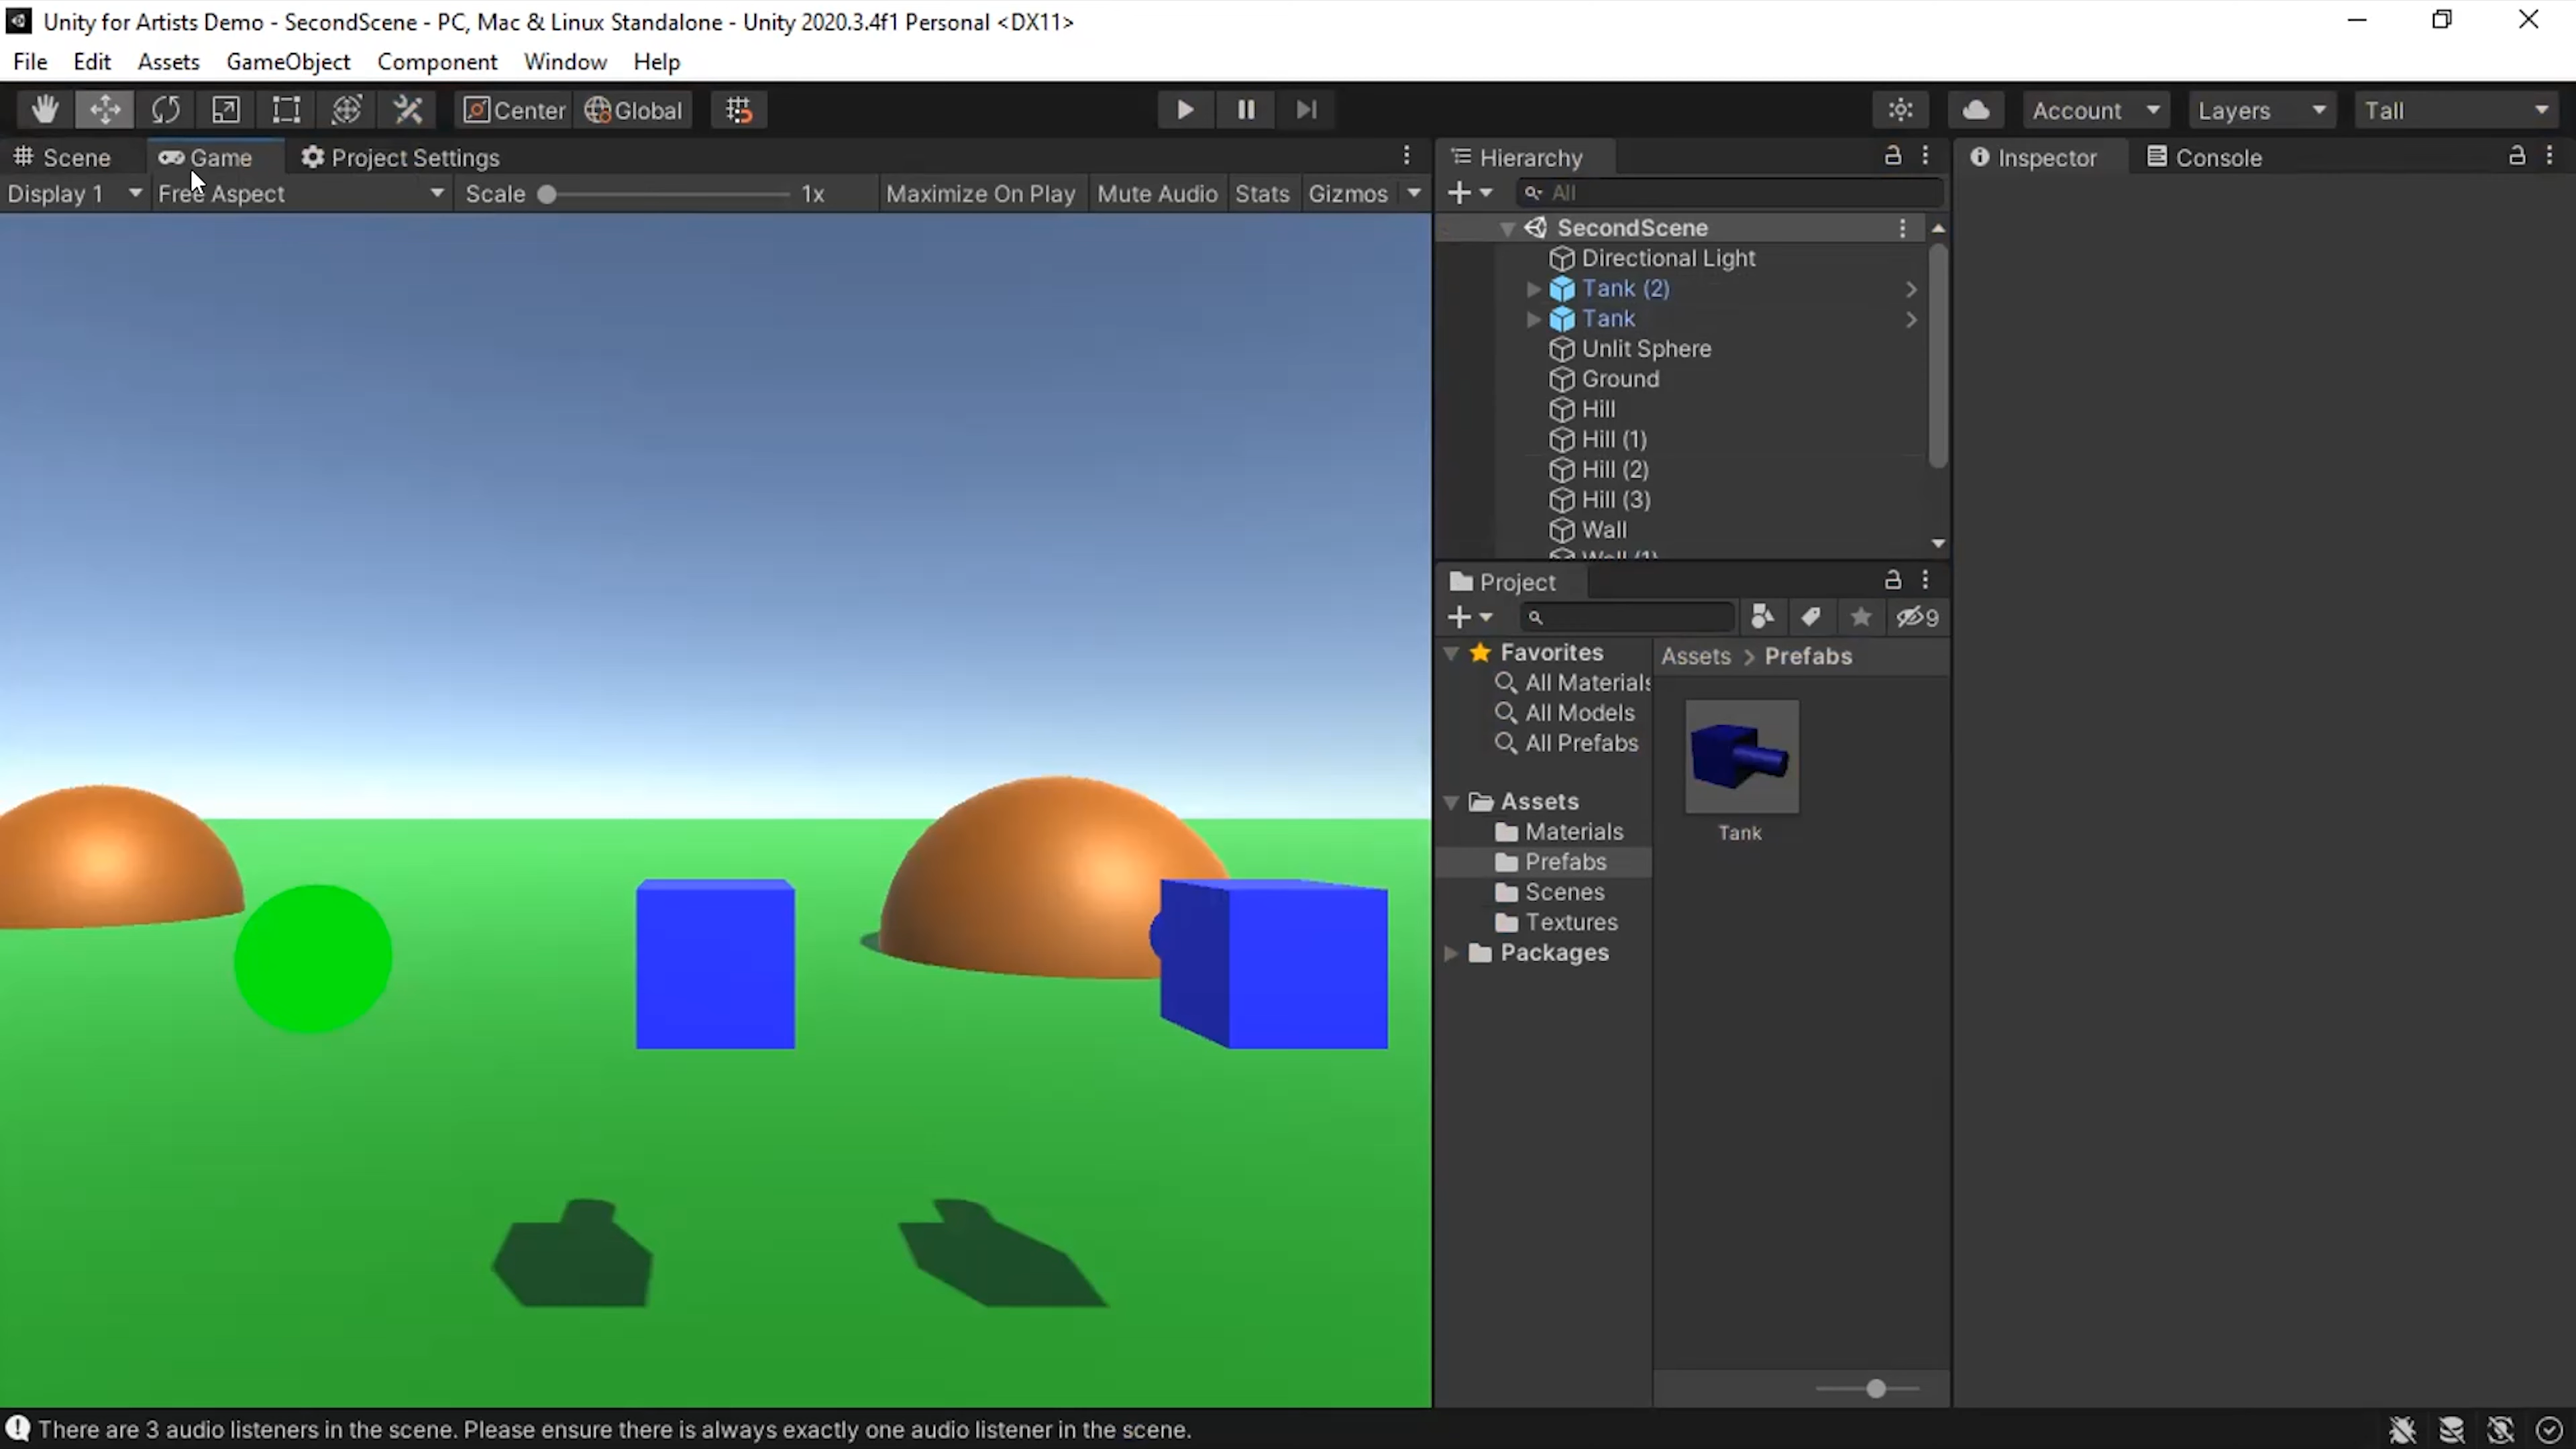 Unity for Artists Demo - SecondScene - PC, Mac & Linux Standalone - Unity 2020.3.4f1 Personal <DX11>
File Edit Assets GameObject Component Window Help
Center Global Account Layers Tall
Scene Game Project Settings
Display 1 Free Aspect Scale 1x Maximize On Play Mute Audio Stats Gizmos
Hierarchy
All
SecondScene
Directional Light
Tank (2)
Tank
Unlit Sphere
Ground
Hill
Hill (1)
Hill (2)
Hill (3)
Wall
Wall (1)
Project
9
Favorites
All Materials
All Models
All Prefabs
Assets
Materials
Prefabs
Scenes
Textures
Packages
Assets > Prefabs
Tank
Inspector Console
There are 3 audio listeners in the scene. Please ensure there is always exactly one audio listener in the scene.